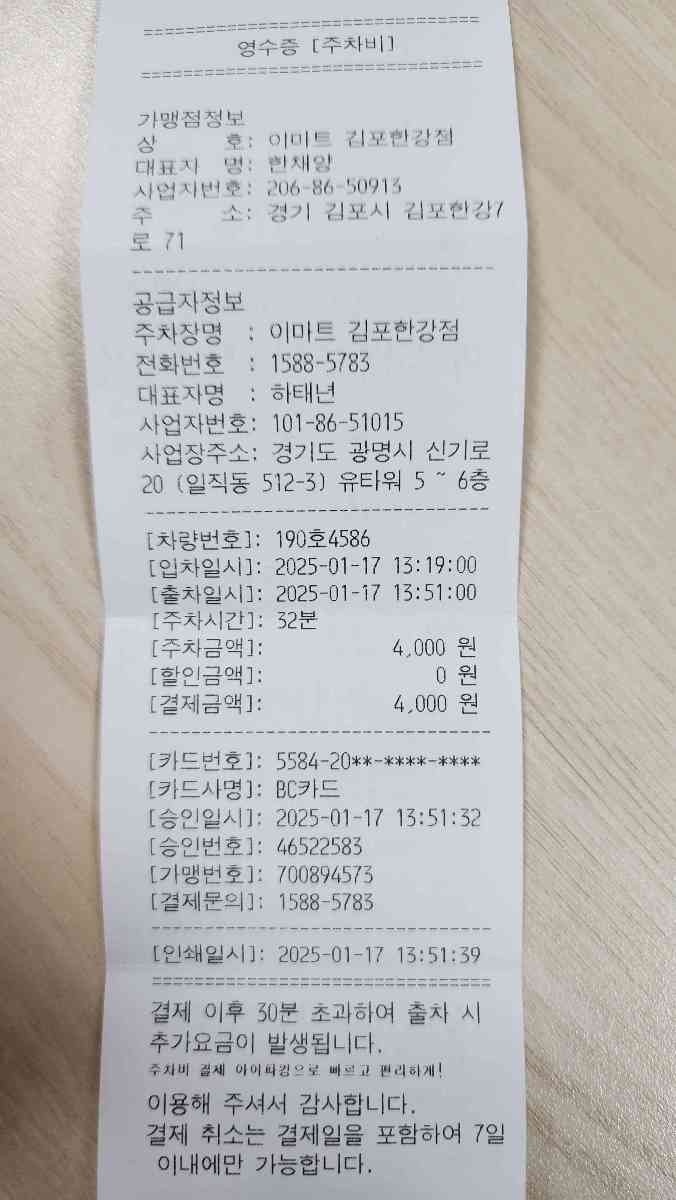 ================================
영수증 [주차비]
================================
가맹점정보
상 호: 이마트 김포한강점
대표자 명: 한채양
사업자번호: 206-86-50913
주 소: 경기 김포시 김포한강7
로 71
--------------------------------
공급자정보
주차장명 : 이마트 김포한강점
전화번호 : 1588-5783
대표자명 : 하태년
사업자번호: 101-86-51015
사업장주소: 경기도 광명시 신기로
20 (일직동 512-3) 유타워 5 ~ 6층
--------------------------------
[차량번호]: 190호4586
[입차일시]: 2025-01-17 13:19:00
[출차일시]: 2025-01-17 13:51:00
[주차시간]: 32분
[주차금액]: 4,000 원
[할인금액]: 0 원
[결제금액]: 4,000 원
--------------------------------
[카드번호]: 5584-20**-****-****
[카드사명]: BC카드
[승인일시]: 2025-01-17 13:51:32
[승인번호]: 46522583
[가맹번호]: 700894573
[결제문의]: 1588-5783
--------------------------------
[인쇄일시]: 2025-01-17 13:51:39
================================
결제 이후 30분 초과하여 출차 시
추가요금이 발생됩니다.
주차비 결제 아이파킹으로 빠르고 편리하게!
이용해 주셔서 감사합니다.
결제 취소는 결제일을 포함하여 7일
이내에만 가능합니다.